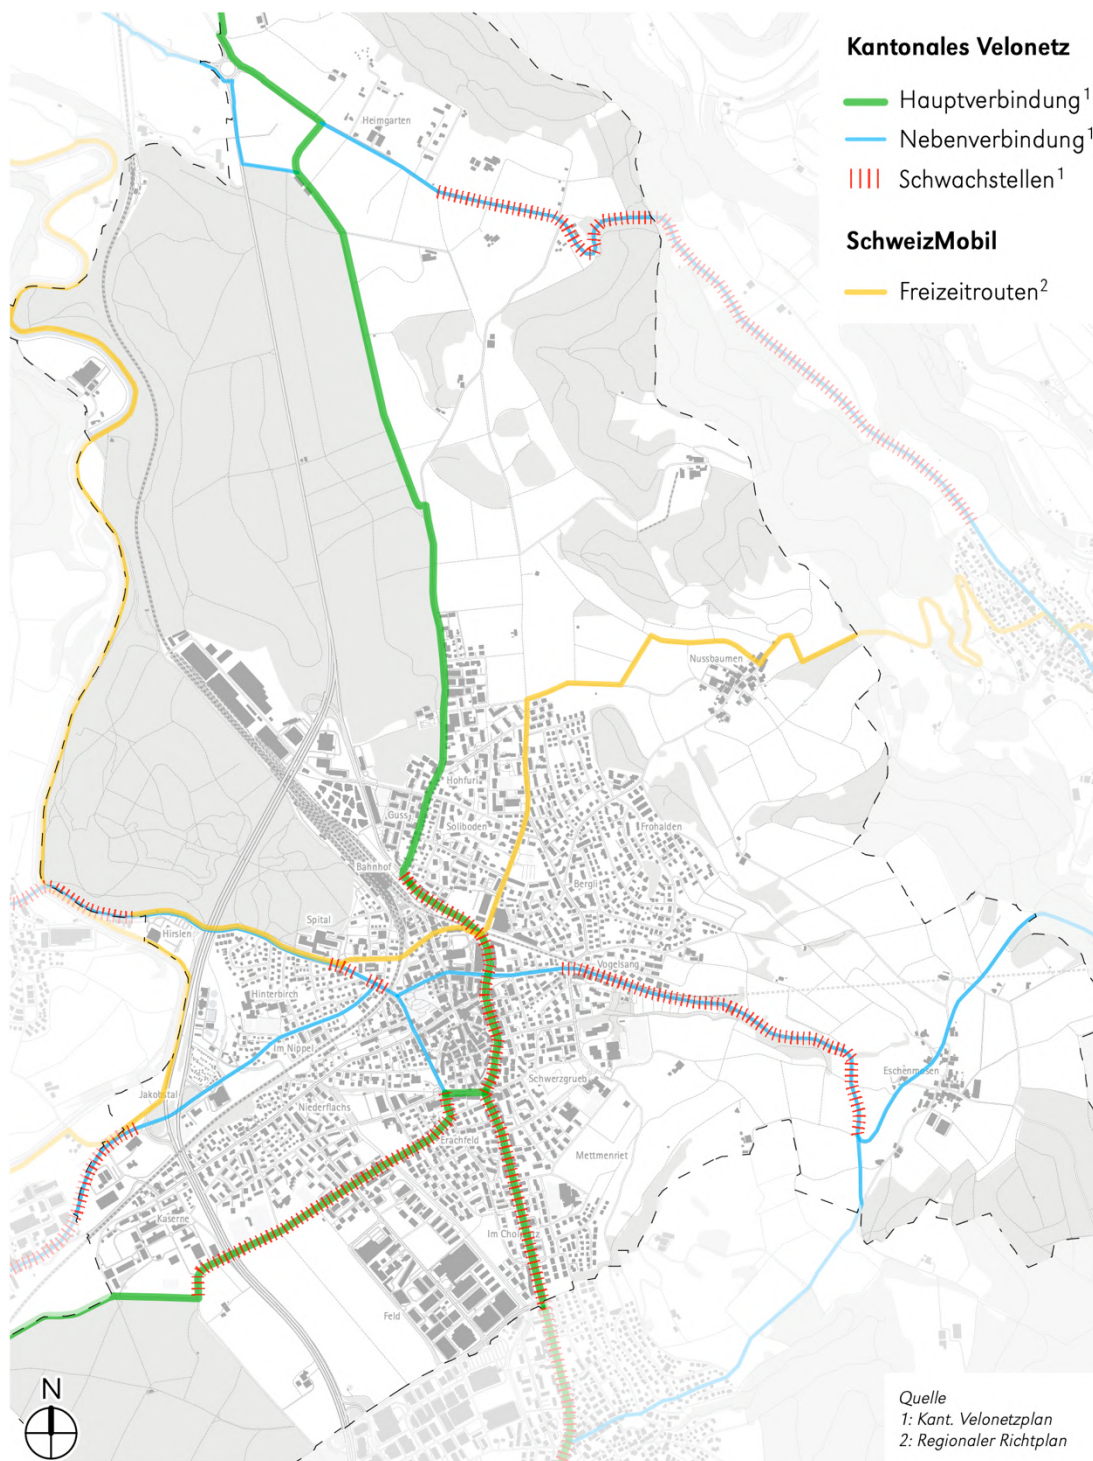 Kantonales Velonetz
Hauptverbindung¹
Nebenverbindung¹
Schwachstellen¹
SchweizMobil
Freizeitrouten²
Heimgarten
Nussbaumen
Hohfuri
Guss
Soliboden
Frohalden
Bahnhof
Bergli
Spital
Hirslen
Vogelsang
Hinterbirch
Im Nippel
Eschenmosen
Schwerzgrueb
Jakobstal
Niederflachs
Erachfeld
Mettmenriet
Kaserne
Im
Feld
N
Quelle
1: Kant. Velonetzplan
2: Regionaler Richtplan